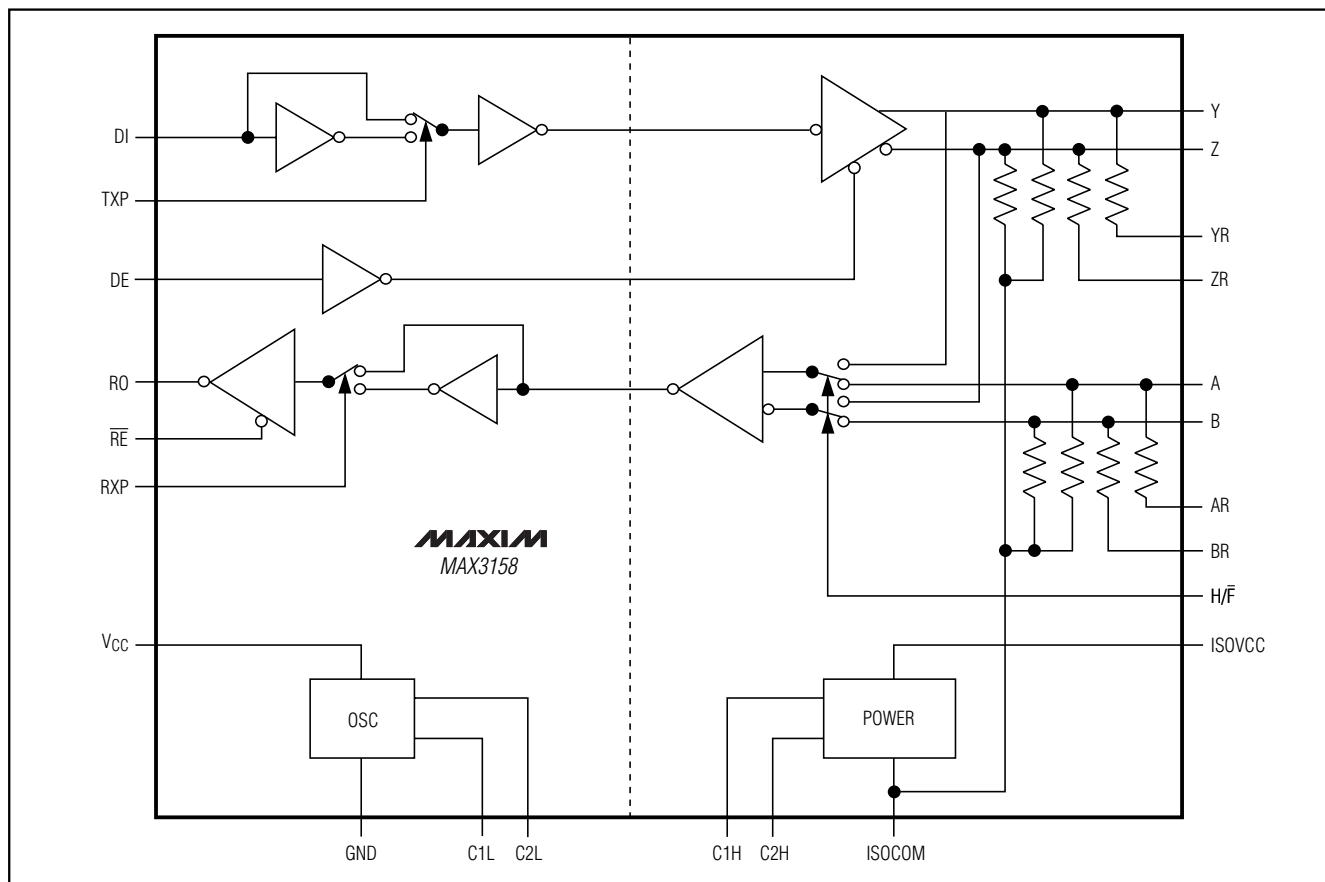 DI
TXP
DE
RO
R̅E̅
RXP
VCC
Y
Z
YR
ZR
A
B
AR
BR
H/F̅
ISOVCC
MAXIM
MAX3158
OSC
POWER
GND
C1L
C2L
C1H
C2H
ISOCOM